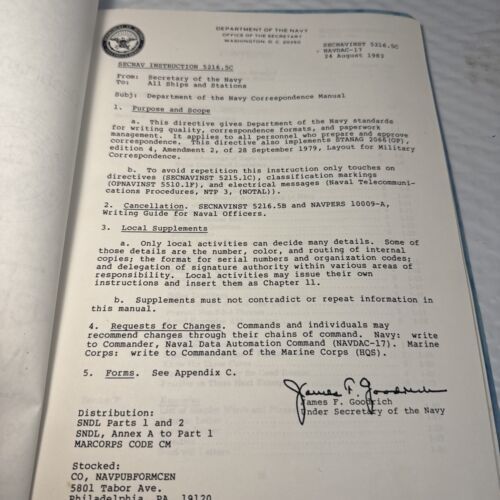 DEPARTMENT OF THE NAVY
OFFICE OF THE SECRETARY
WASHINGTON, D. C. 20350
SECNAVINST 5216.5C
NAVDAC-17
24 August 1983
SECNAV INSTRUCTION 5216.5C
From: Secretary of the Navy
To: All Ships and Stations
Subj: Department of the Navy Correspondence Manual
1. Purpose and Scope
a. This directive gives Department of the Navy standards
for writing quality, correspondence formats, and paperwork
management. It applies to all personnel who prepare and approve
correspondence. This directive also implements STANAG 2066(OP),
edition 4, Amendment 2, of 28 September 1979, Layout for Military
Correspondence.
b. To avoid repetition this instruction only touches on
directives (SECNAVINST 5215.1C), classification markings
(OPNAVINST 5510.1F), and electrical messages (Naval Telecommuni-
cations Procedures, NTP 3, (NOTAL)).
2. Cancellation. SECNAVINST 5216.5B and NAVPERS 10009-A,
Writing Guide for Naval Officers.
3. Local Supplements
a. Only local activities can decide many details. Some of
those details are the number, color, and routing of internal
copies; the format for serial numbers and organization codes;
and delegation of signature authority within various areas of
responsibility. Local activities may issue their own
instructions and insert them as Chapter 11.
b. Supplements must not contradict or repeat information in
this manual.
4. Requests for Changes. Commands and individuals may
recommend changes through their chains of command. Navy: write
to Commander, Naval Data Automation Command (NAVDAC-17). Marine
Corps: write to Commandant of the Marine Corps (HQS).
5. Forms. See Appendix C.
James F. Goodrich
James F. Goodrich
Under Secretary of the Navy
Distribution:
SNDL Parts 1 and 2
SNDL, Annex A to Part 1
MARCORPS CODE CM
Stocked:
CO, NAVPUBFORMCEN
5801 Tabor Ave.
Philadelphia, PA 19120